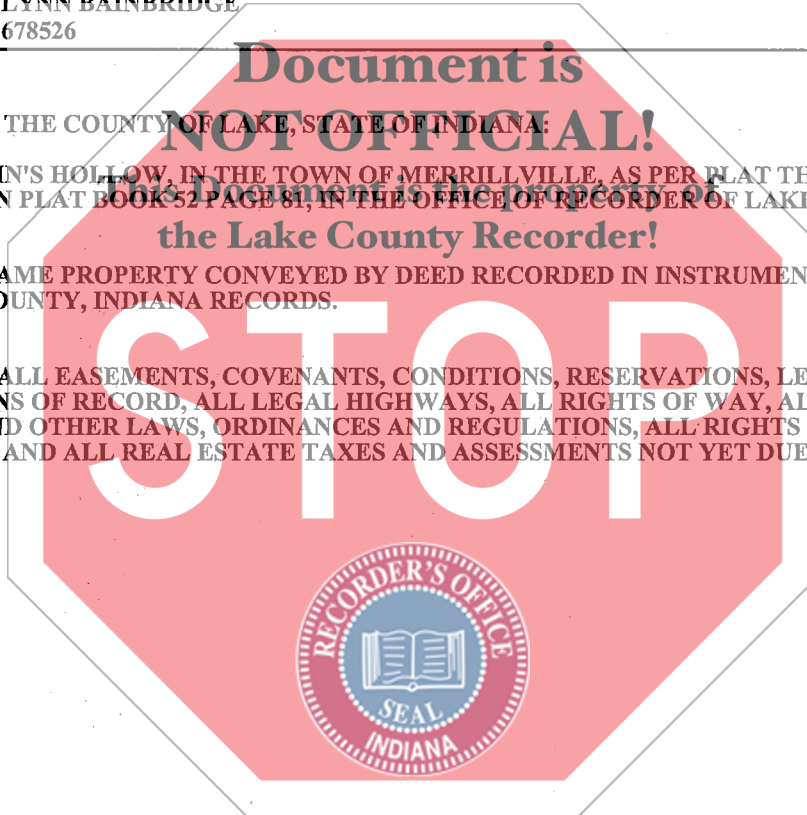 LYNN BAINBRIDGE
678526
Document is
NOT OFFICIAL!
THE COUNTY OF LAKE, STATE OF INDIANA:
IN'S HOLLOW, IN THE TOWN OF MERRILLVILLE, AS PER PLAT TH
This Document is the property of
N PLAT BOOK 52 PAGE 81, IN THE OFFICE OF RECORDER OF LAKE
the Lake County Recorder!
AME PROPERTY CONVEYED BY DEED RECORDED IN INSTRUMEN
OUNTY, INDIANA RECORDS.
STOP
ALL EASEMENTS, COVENANTS, CONDITIONS, RESERVATIONS, LE
NS OF RECORD, ALL LEGAL HIGHWAYS, ALL RIGHTS OF WAY, AL
D OTHER LAWS, ORDINANCES AND REGULATIONS, ALL RIGHTS
AND ALL REAL ESTATE TAXES AND ASSESSMENTS NOT YET DUE
RECORDER'S OFFICE
SEAL
INDIANA